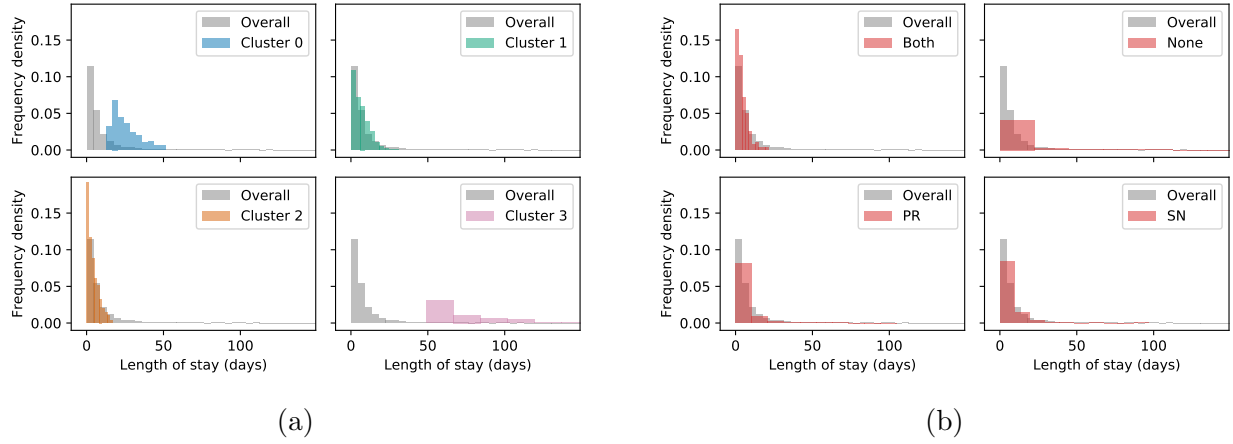 Frequency density
0.15
0.10
0.05
0.00
Overall
Cluster 0
Overall
Cluster 1
Frequency density
0.15
0.10
0.05
0.00
Overall
Cluster 2
Overall
Cluster 3
0
50
100
Length of stay (days)
0
50
100
Length of stay (days)
(a)
Frequency density
0.15
0.10
0.05
0.00
Overall
Both
Overall
None
Frequency density
0.15
0.10
0.05
0.00
Overall
PR
Overall
SN
0
50
100
Length of stay (days)
0
50
100
Length of stay (days)
(b)